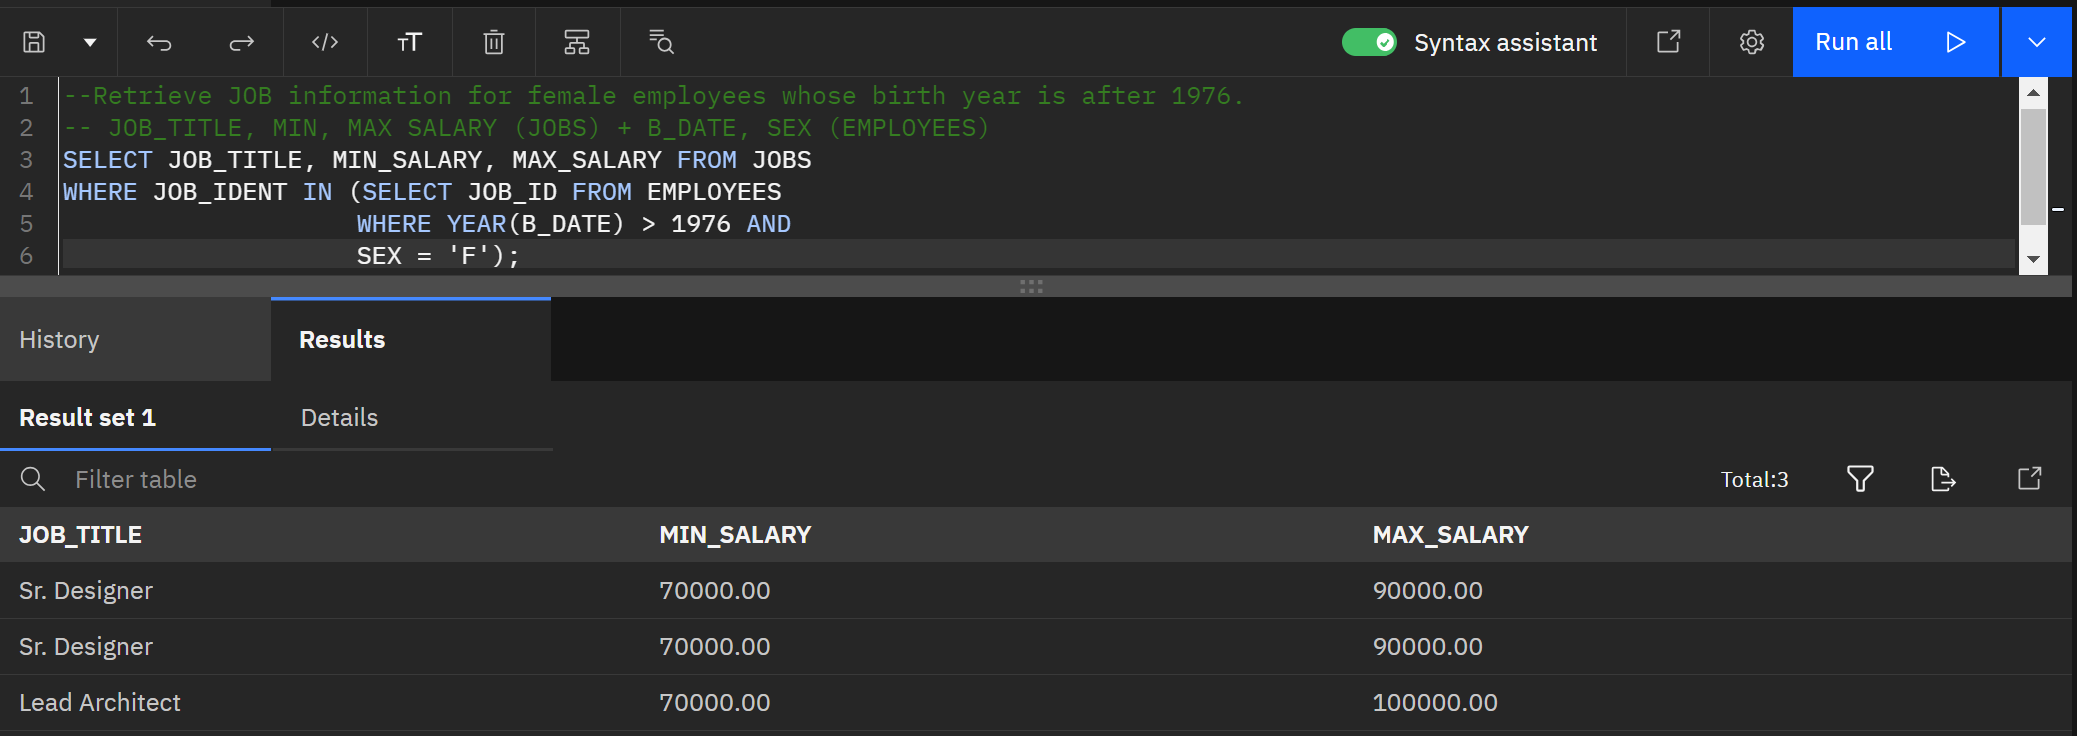 </> TT Syntax assistant Run all
1 --Retrieve JOB information for female employees whose birth year is after 1976.
2 -- JOB_TITLE, MIN, MAX SALARY (JOBS) + B_DATE, SEX (EMPLOYEES)
3 SELECT JOB_TITLE, MIN_SALARY, MAX_SALARY FROM JOBS
4 WHERE JOB_IDENT IN (SELECT JOB_ID FROM EMPLOYEES
5 WHERE YEAR(B_DATE) > 1976 AND
6 SEX = 'F');
History Results
Result set 1 Details
Filter table Total:3
JOB_TITLE MIN_SALARY MAX_SALARY
Sr. Designer 70000.00 90000.00
Sr. Designer 70000.00 90000.00
Lead Architect 70000.00 100000.00